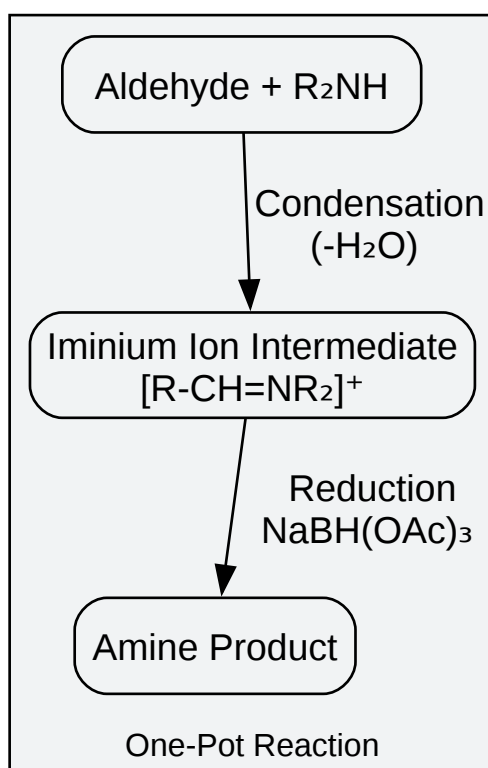 Aldehyde + R₂NH
Condensation
(-H₂O)
Iminium Ion Intermediate
[R-CH=NR₂]⁺
Reduction
NaBH(OAc)₃
Amine Product
One-Pot Reaction